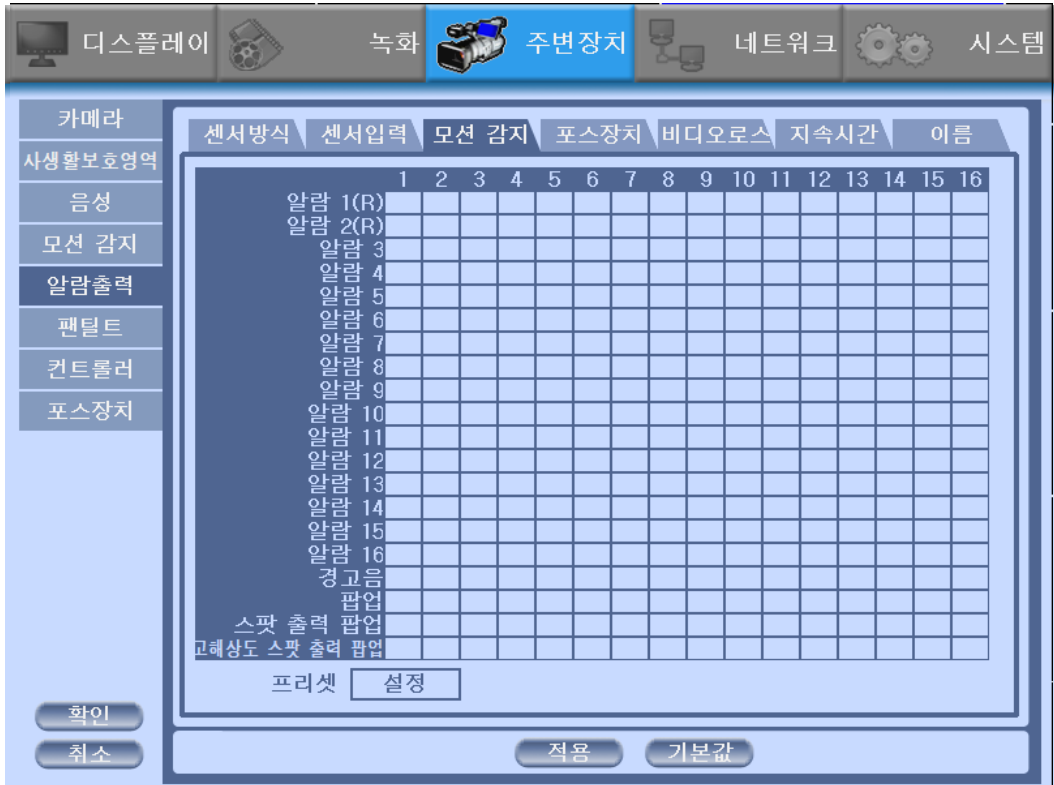 디스플레이 녹화 주변장치 네트워크 시스템
카메라
사생활보호영역
음성
모션 감지
알람출력
팬틸트
컨트롤러
포스장치
센서방식 센서입력 모션 감지 포스장치 비디오로스 지속시간 이름
1 2 3 4 5 6 7 8 9 10 11 12 13 14 15 16
알람 1(R)
알람 2(R)
알람 3
알람 4
알람 5
알람 6
알람 7
알람 8
알람 9
알람 10
알람 11
알람 12
알람 13
알람 14
알람 15
알람 16
경고음
팝업
스팟 출력 팝업
고해상도 스팟 출력 팝업
프리셋 설정
확인
취소
적용 기본값